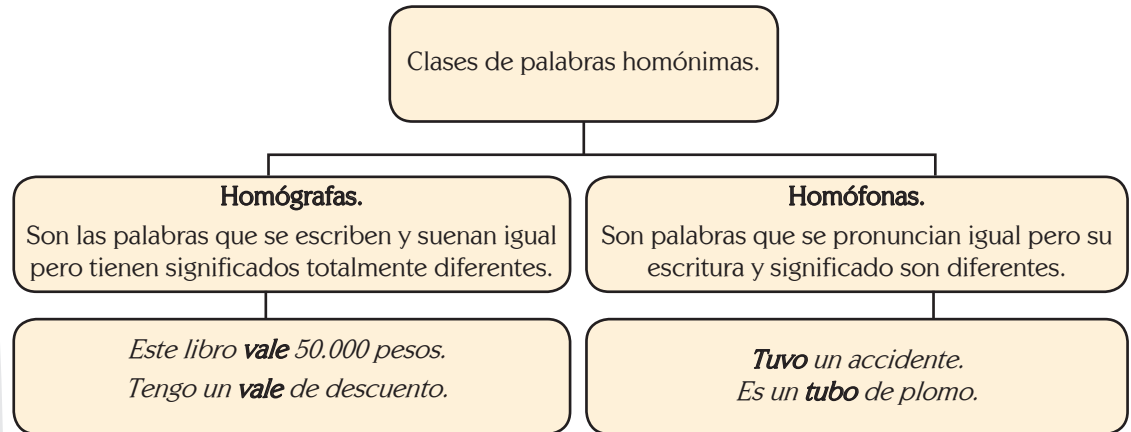 Clases de palabras homónimas.
Homógrafas.
Son las palabras que se escriben y suenan igual
pero tienen significados totalmente diferentes.
Homófonas.
Son palabras que se pronuncian igual pero su
escritura y significado son diferentes.
Este libro vale 50.000 pesos.
Tengo un vale de descuento.
Tuvo un accidente.
Es un tubo de plomo.